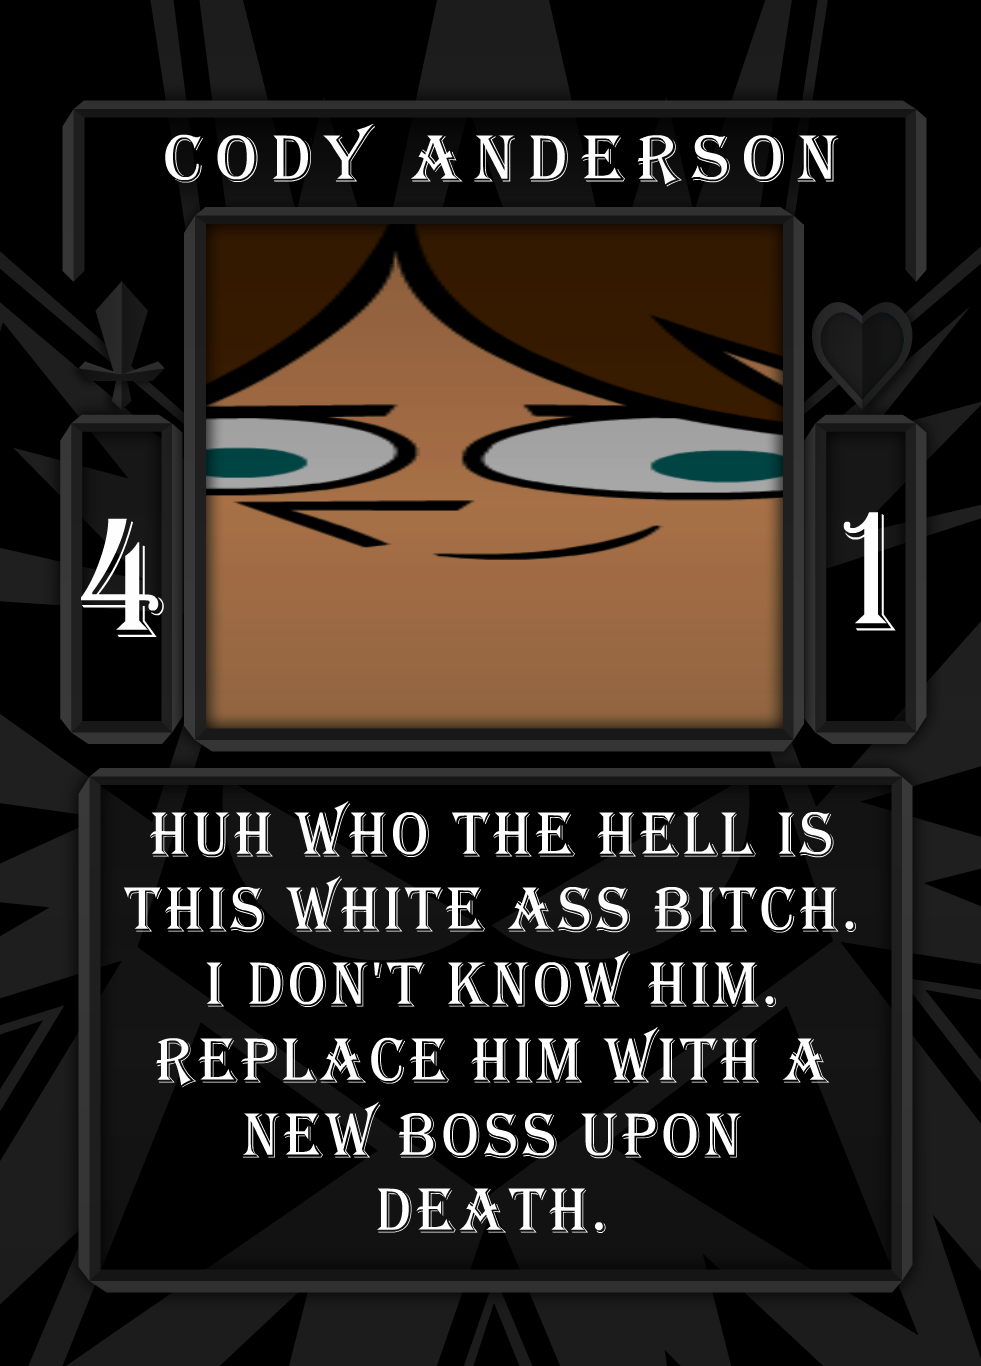 CODY ANDERSON
4
1
HUH WHO THE HELL IS
THIS WHITE ASS BITCH.
I DON'T KNOW HIM.
REPLACE HIM WITH A
NEW BOSS UPON
DEATH.